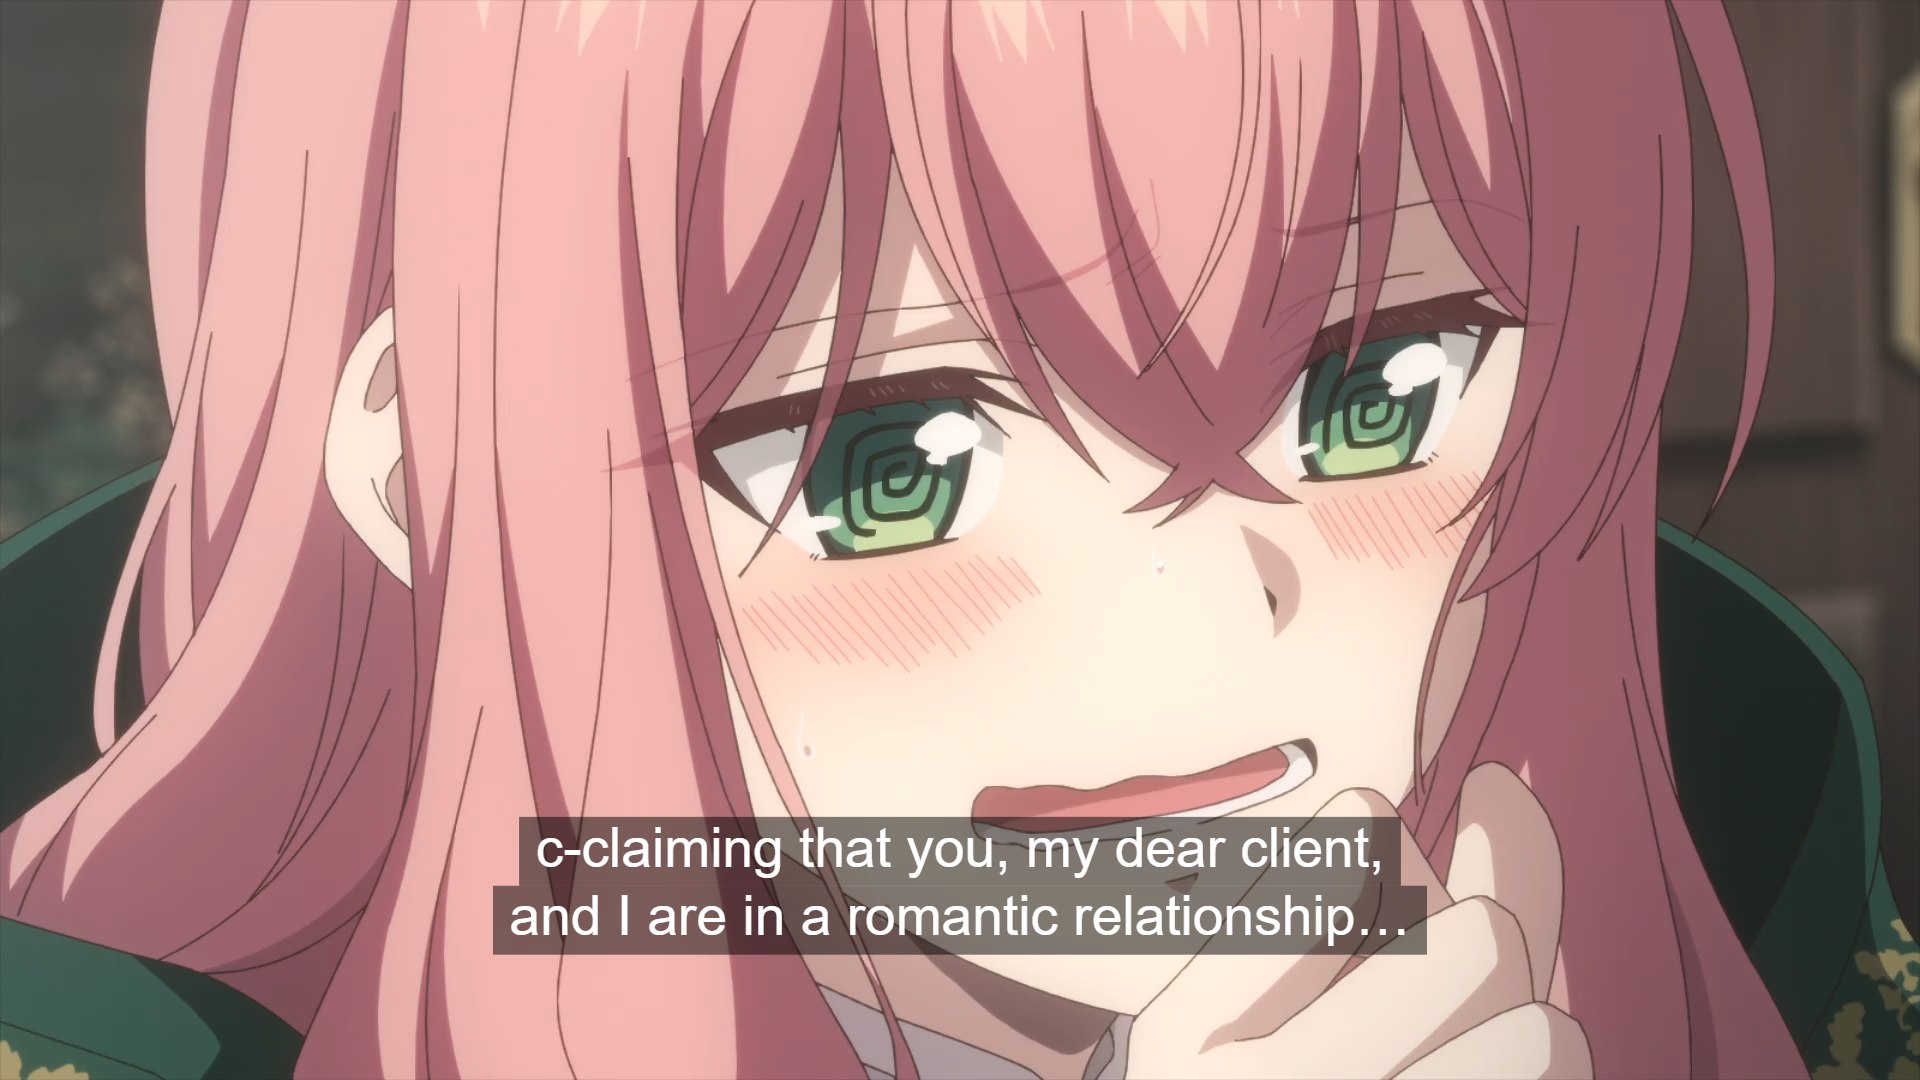 c-claiming that you, my dear client,
and I are in a romantic relationship…